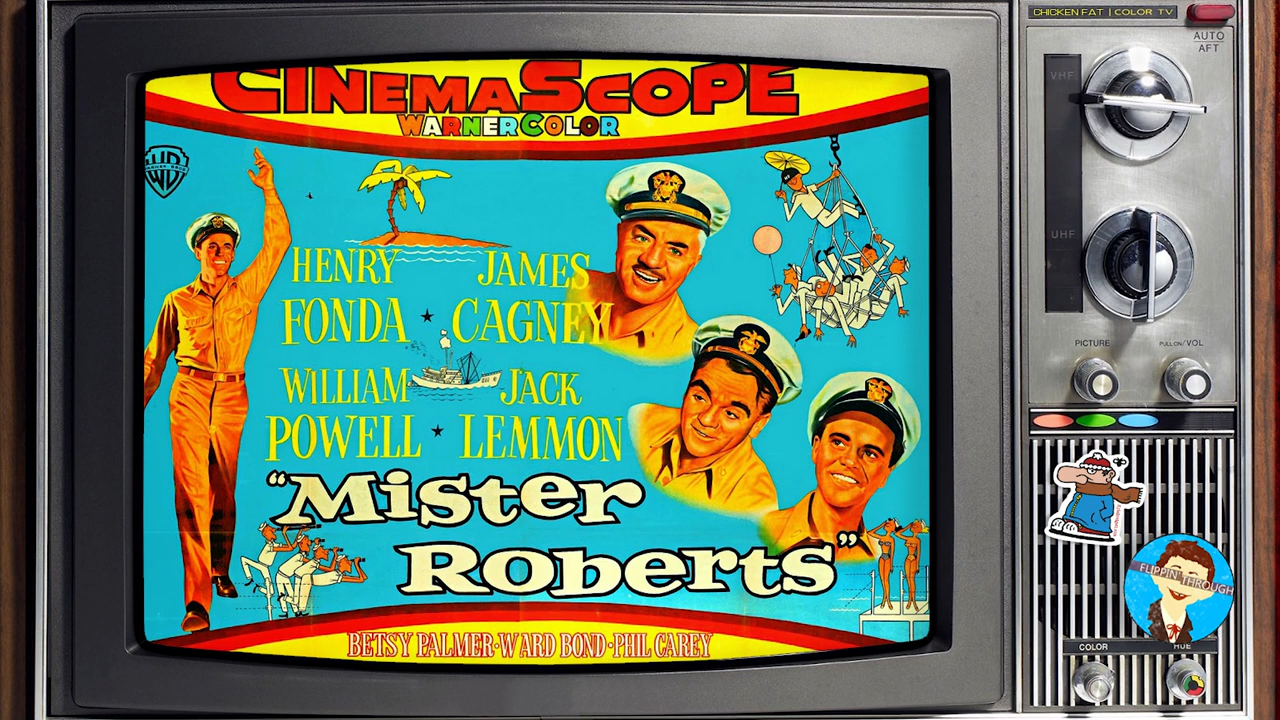 CHICKEN FAT | COLOR TV
AUTO
AFT
VHF
UHF
PICTURE
PULL ON/VOL
CINEMASCOPE
WARNERCOLOR
WB
HENRY JAMES
FONDA ★ CAGNEY
WILLIAM JACK
POWELL ★ LEMMON
"Mister
Roberts"
BETSY PALMER·WARD BOND·PHIL CAREY
FLIPPIN' THROUGH
COLOR
HUE